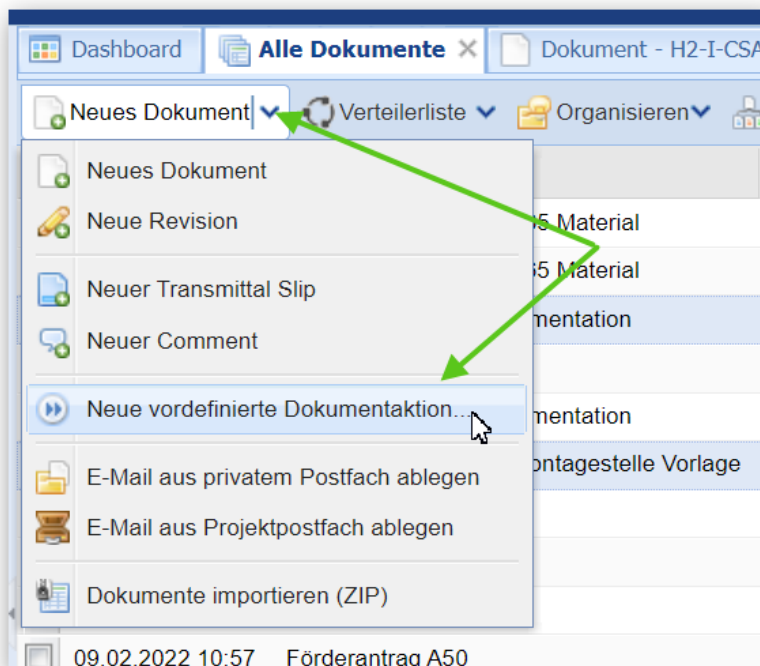 Dashboard
Alle Dokumente
Dokument - H2-I-CSA
Neues Dokument
Verteilerliste
Organisieren
Neues Dokument
Neue Revision
5 Material
Neuer Transmittal Slip
65 Material
Neuer Comment
mentation
Neue vordefinierte Dokumentaktion...
mentation
E-Mail aus privatem Postfach ablegen
ontagestelle Vorlage
E-Mail aus Projektpostfach ablegen
Dokumente importieren (ZIP)
09.02.2022 10:57 Förderantrag A50